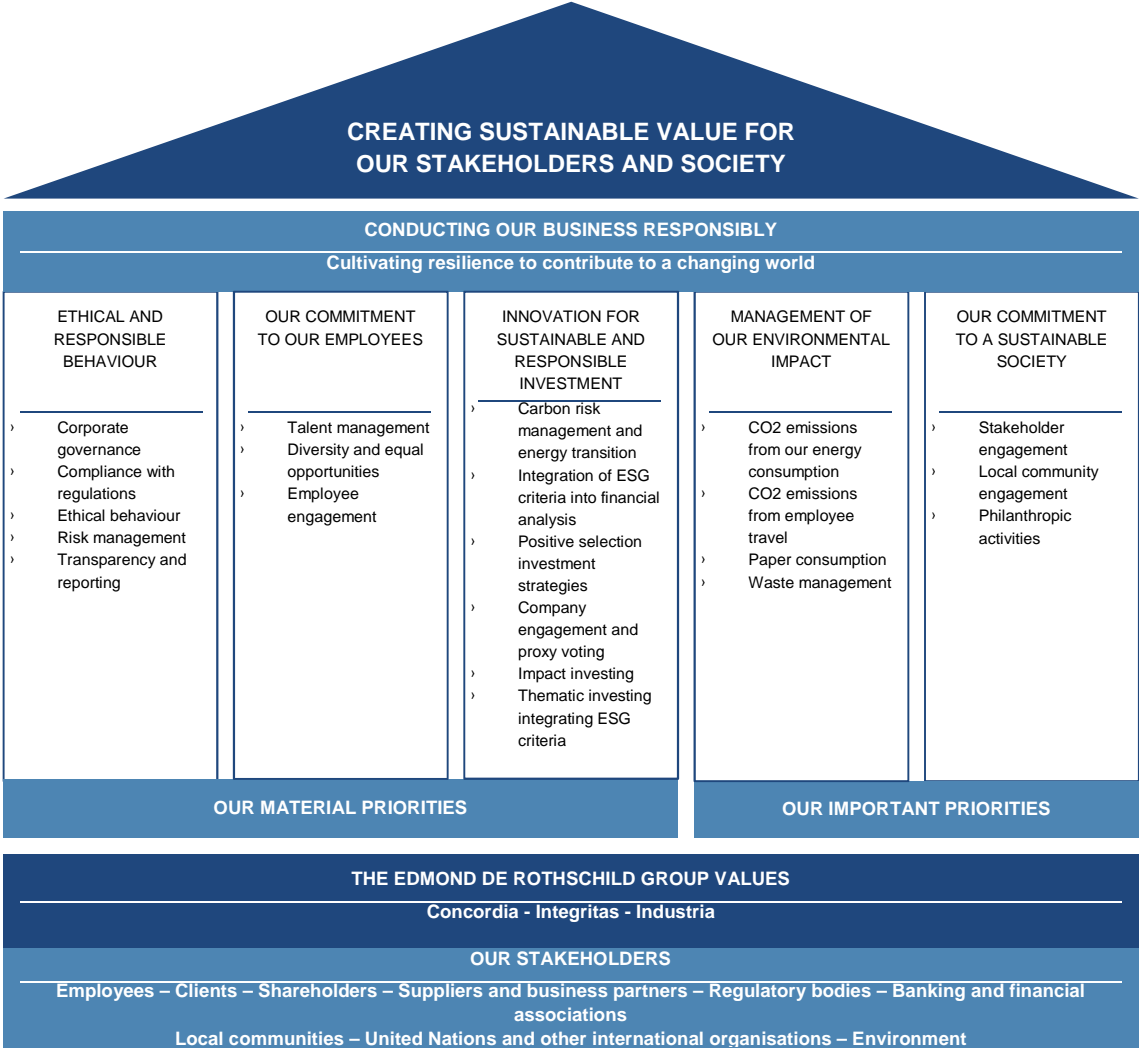 CREATING SUSTAINABLE VALUE FOR
OUR STAKEHOLDERS AND SOCIETY
CONDUCTING OUR BUSINESS RESPONSIBLY
Cultivating resilience to contribute to a changing world
ETHICAL AND
RESPONSIBLE
BEHAVIOUR
› Corporate
governance
› Compliance with
regulations
› Ethical behaviour
› Risk management
› Transparency and
reporting
OUR COMMITMENT
TO OUR EMPLOYEES
› Talent management
› Diversity and equal
opportunities
› Employee
engagement
INNOVATION FOR
SUSTAINABLE AND
RESPONSIBLE
INVESTMENT
› Carbon risk
management and
energy transition
› Integration of ESG
criteria into financial
analysis
› Positive selection
investment
strategies
› Company
engagement and
proxy voting
› Impact investing
› Thematic investing
integrating ESG
criteria
MANAGEMENT OF
OUR ENVIRONMENTAL
IMPACT
› CO2 emissions
from our energy
consumption
› CO2 emissions
from employee
travel
› Paper consumption
› Waste management
OUR COMMITMENT
TO A SUSTAINABLE
SOCIETY
› Stakeholder
engagement
› Local community
engagement
› Philanthropic
activities
OUR MATERIAL PRIORITIES
OUR IMPORTANT PRIORITIES
THE EDMOND DE ROTHSCHILD GROUP VALUES
Concordia - Integritas - Industria
OUR STAKEHOLDERS
Employees – Clients – Shareholders – Suppliers and business partners – Regulatory bodies – Banking and financial
associations
Local communities – United Nations and other international organisations – Environment